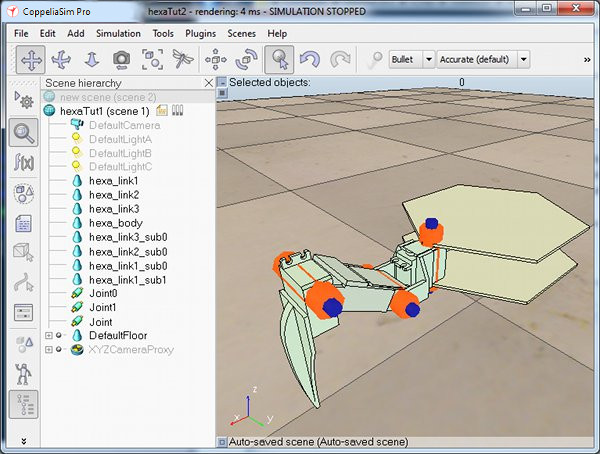 CoppeliaSim Pro
hexaTut2 - rendering: 4 ms - SIMULATION STOPPED
File Edit Add Simulation Tools Plugins Scenes Help
Bullet Accurate (default) »
Scene hierarchy
Selected objects: 0
new scene (scene 2)
hexaTut1 (scene 1)
DefaultCamera
DefaultLightA
DefaultLightB
DefaultLightC
hexa_link1
hexa_link2
hexa_link3
hexa_body
hexa_link3_sub0
hexa_link2_sub0
hexa_link1_sub0
hexa_link1_sub1
Joint0
Joint1
Joint
DefaultFloor
XYZCameraProxy
f(x)
z
x
y
Auto-saved scene (Auto-saved scene)